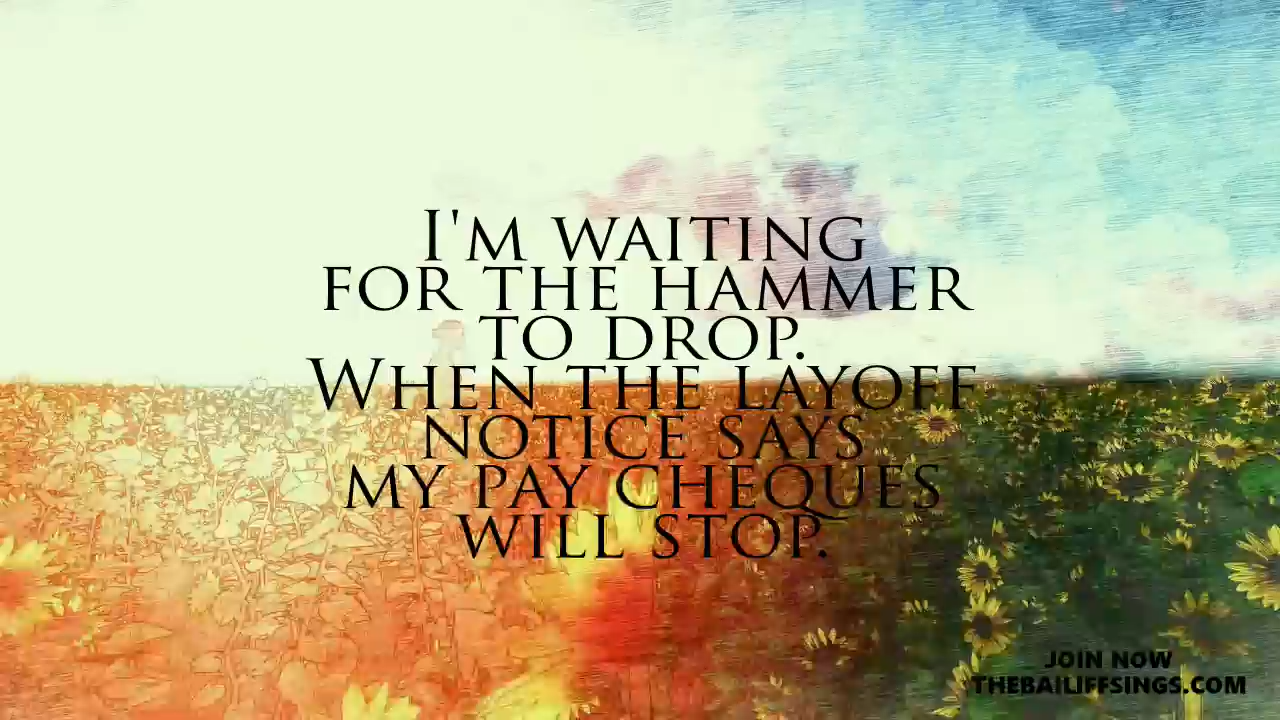 I'm waiting
for the hammer
to drop.
When the layoff
notice says
my pay cheques
will stop.
JOIN NOW
THEBAILIFFSINGS.COM